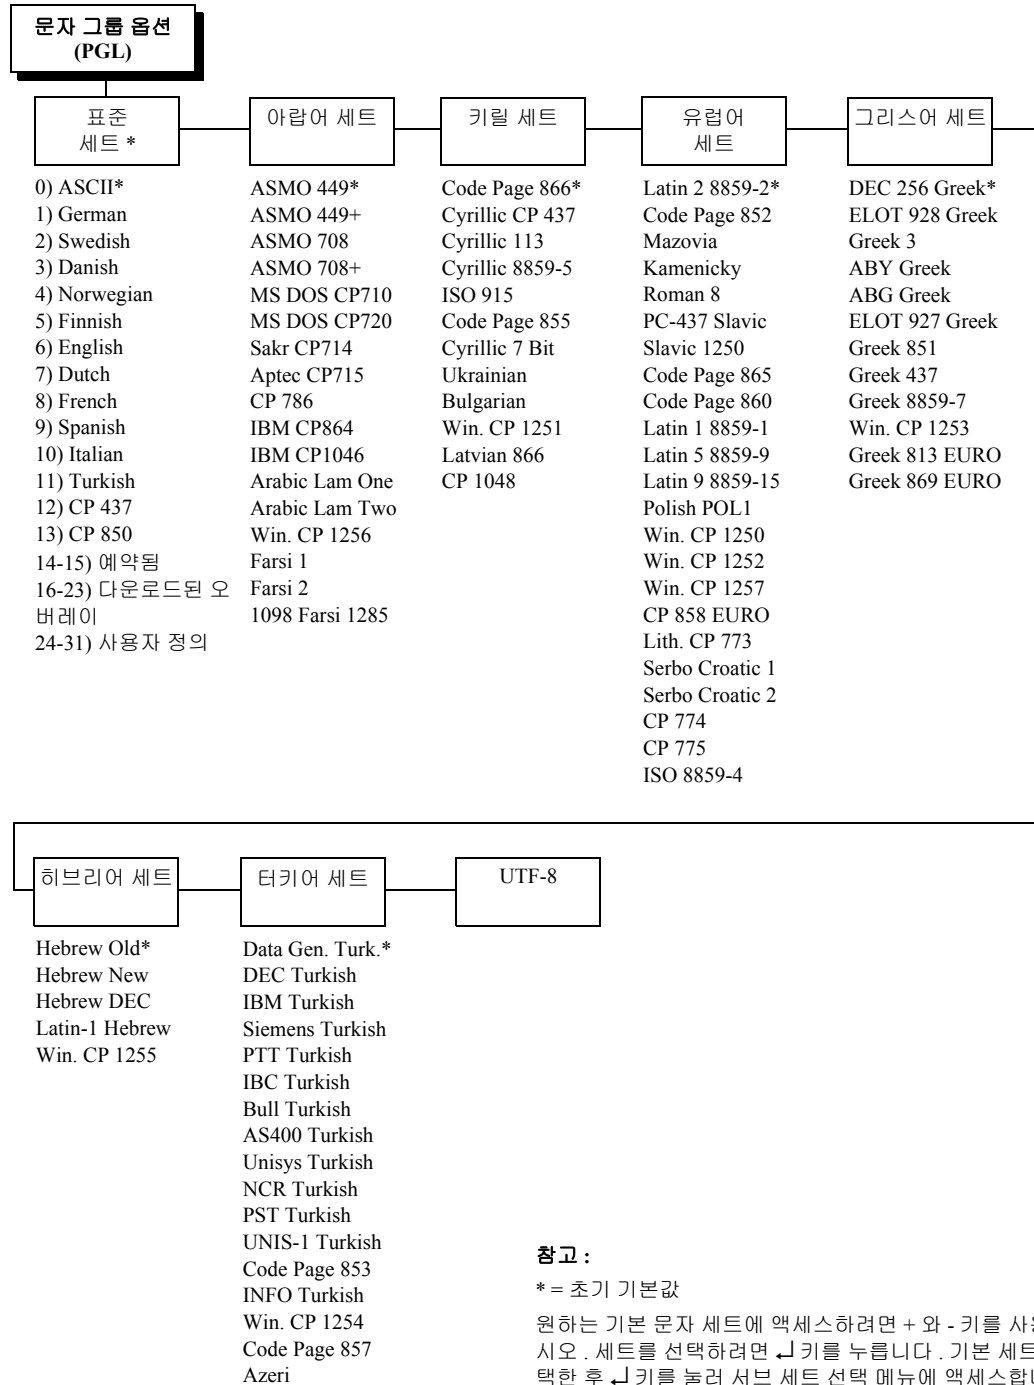 문자 그룹 옵션
(PGL)
표준
세트 *
0) ASCII*
1) German
2) Swedish
3) Danish
4) Norwegian
5) Finnish
6) English
7) Dutch
8) French
9) Spanish
10) Italian
11) Turkish
12) CP 437
13) CP 850
14-15) 예약됨
16-23) 다운로드된 오
버레이
24-31) 사용자 정의
아랍어 세트
ASMO 449*
ASMO 449+
ASMO 708
ASMO 708+
MS DOS CP710
MS DOS CP720
Sakr CP714
Aptec CP715
CP 786
IBM CP864
IBM CP1046
Arabic Lam One
Arabic Lam Two
Win. CP 1256
Farsi 1
Farsi 2
1098 Farsi 1285
키릴 세트
Code Page 866*
Cyrillic CP 437
Cyrillic 113
Cyrillic 8859-5
ISO 915
Code Page 855
Cyrillic 7 Bit
Ukrainian
Bulgarian
Win. CP 1251
Latvian 866
CP 1048
유럽어
세트
Latin 2 8859-2*
Code Page 852
Mazovia
Kamenicky
Roman 8
PC-437 Slavic
Slavic 1250
Code Page 865
Code Page 860
Latin 1 8859-1
Latin 5 8859-9
Latin 9 8859-15
Polish POL1
Win. CP 1250
Win. CP 1252
Win. CP 1257
CP 858 EURO
Lith. CP 773
Serbo Croatic 1
Serbo Croatic 2
CP 774
CP 775
ISO 8859-4
그리스어 세트
DEC 256 Greek*
ELOT 928 Greek
Greek 3
ABY Greek
ABG Greek
ELOT 927 Greek
Greek 851
Greek 437
Greek 8859-7
Win. CP 1253
Greek 813 EURO
Greek 869 EURO
히브리어 세트
Hebrew Old*
Hebrew New
Hebrew DEC
Latin-1 Hebrew
Win. CP 1255
터키어 세트
Data Gen. Turk.*
DEC Turkish
IBM Turkish
Siemens Turkish
PTT Turkish
IBC Turkish
Bull Turkish
AS400 Turkish
Unisys Turkish
NCR Turkish
PST Turkish
UNIS-1 Turkish
Code Page 853
INFO Turkish
Win. CP 1254
Code Page 857
Azeri
UTF-8
참고 :
* = 초기 기본값
원하는 기본 문자 세트에 액세스하려면 + 와 - 키를
시오 . 세트를 선택하려면 ↵ 키를 누릅니다 . 기본 세트
택한 후 ↵ 키를 눌러 서브 세트 선택 메뉴에